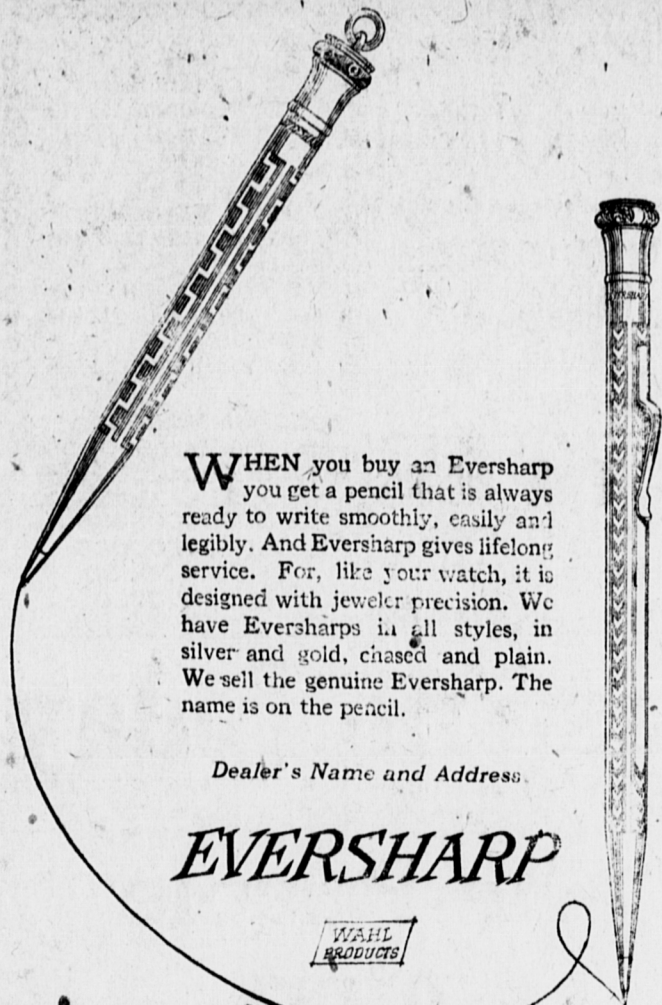 WHEN you buy an Eversharp
you get a pencil that is always
ready to write smoothly, easily and
legibly. And Eversharp gives lifelong
service. For, like your watch, it is
designed with jeweler precision. We
have Eversharps in all styles, in
silver and gold, chased and plain.
We sell the genuine Eversharp. The
name is on the pencil.
Dealer's Name and Address
EVERSHARP
WAHL
PRODUCTS